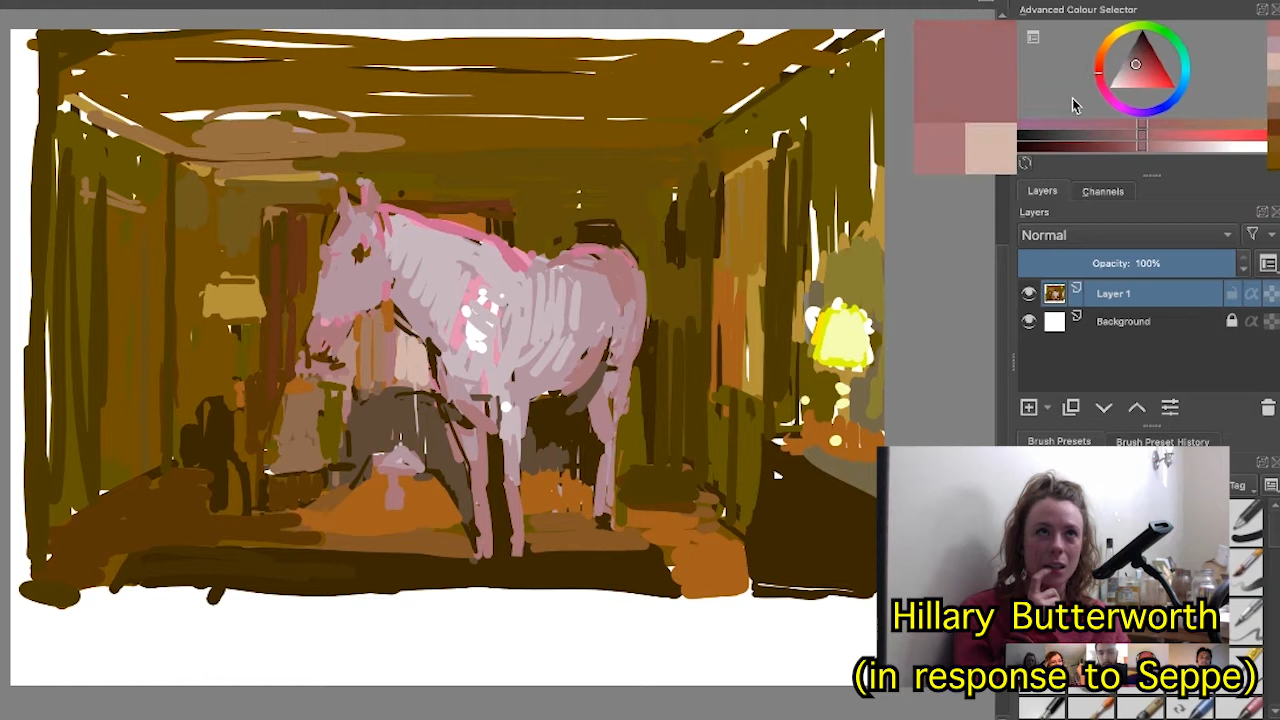 Advanced Colour Selector
Layers
Channels
Layers
Normal
Opacity: 100%
Layer 1
Background
Brush Presets
Brush Preset History
Tag
Hillary Butterworth
(in response to Seppe)